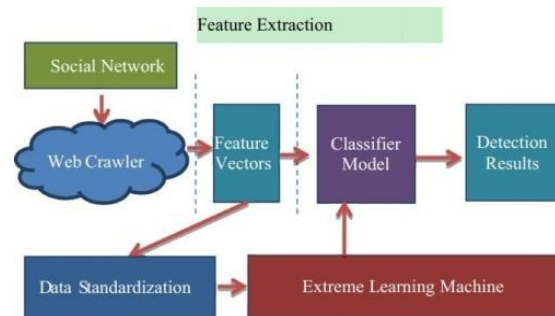 Feature Extraction
Social Network
Web Crawler
Feature
Vectors
Classifier
Model
Detection
Results
Data Standardization
Extreme Learning Machine